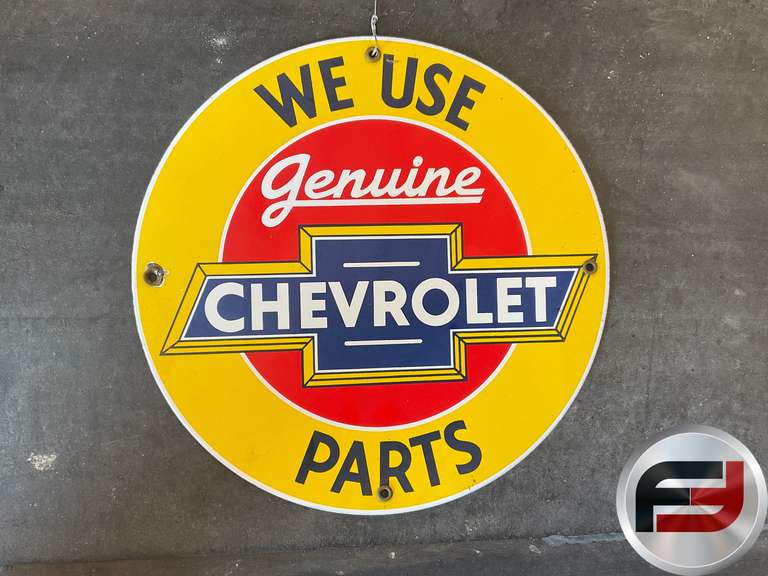 WE USE
Genuine
CHEVROLET
PARTS